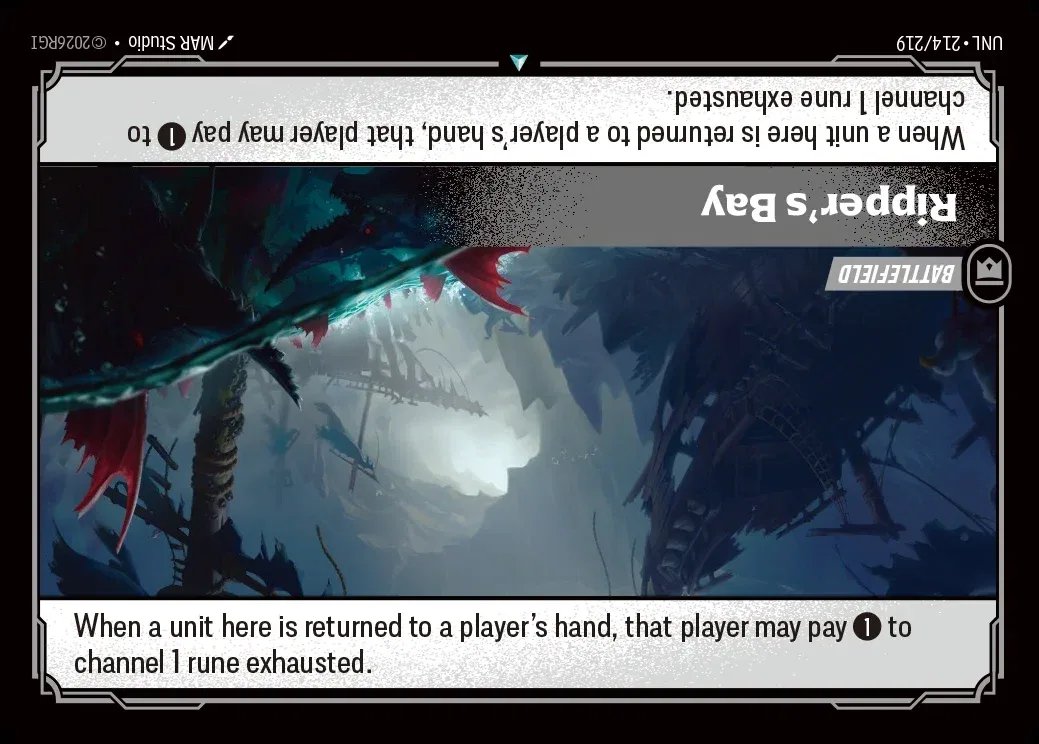 UNL • 214/219
MAR Studio • ©2026RGI
When a unit here is returned to a player's hand, that player may pay 1 to
channel 1 rune exhausted.
Ripper's Bay
BATTLEFIELD
When a unit here is returned to a player's hand, that player may pay 1 to
channel 1 rune exhausted.